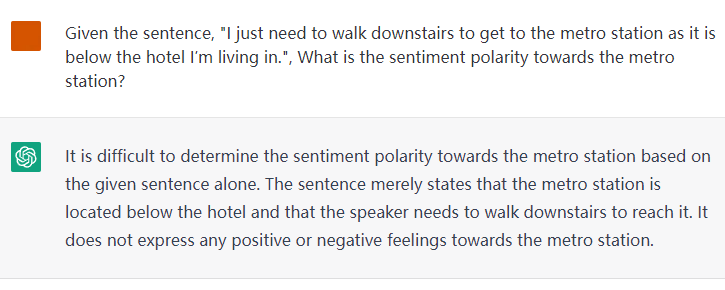 Given the sentence, "I just need to walk downstairs to get to the metro station as it is
below the hotel I'm living in.", What is the sentiment polarity towards the metro
station?
It is difficult to determine the sentiment polarity towards the metro station based on
the given sentence alone. The sentence merely states that the metro station is
located below the hotel and that the speaker needs to walk downstairs to reach it. It
does not express any positive or negative feelings towards the metro station.